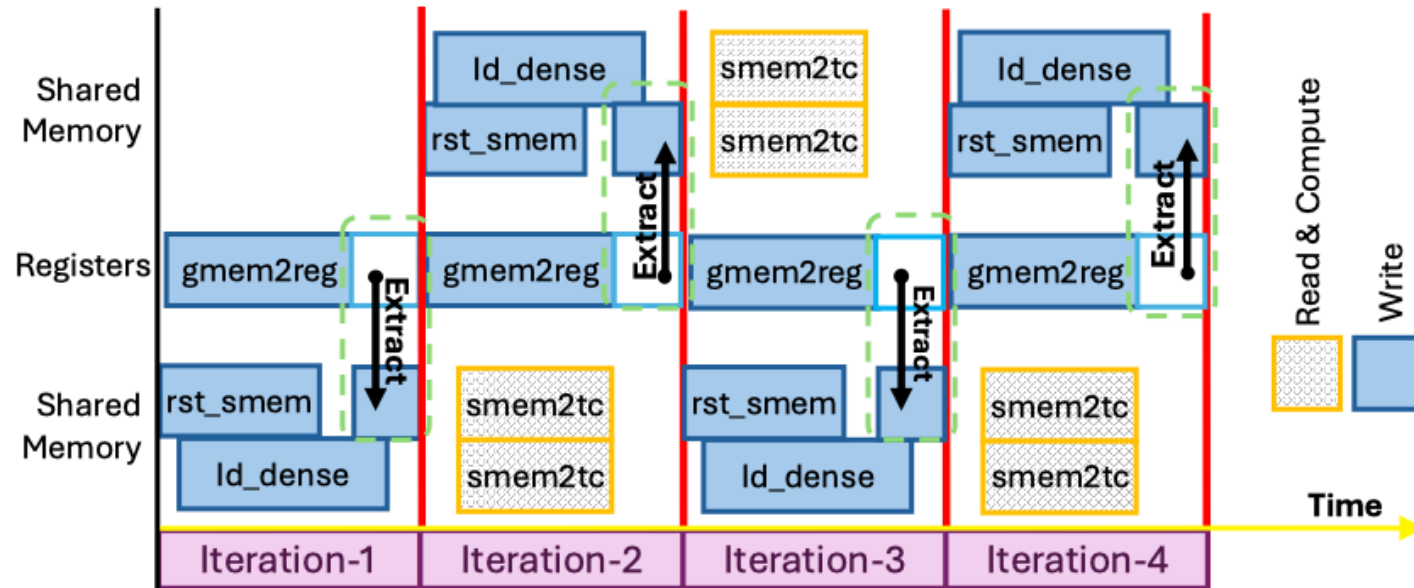 Shared
Memory
ld_dense
rst_smem
Extract
smem2tc
smem2tc
ld_dense
rst_smem
Extract
Registers
gmem2reg
Extract
gmem2reg
gmem2reg
Extract
gmem2reg
Shared
Memory
rst_smem
ld_dense
smem2tc
smem2tc
rst_smem
ld_dense
smem2tc
smem2tc
Read & Compute
Write
Time
Iteration-1
Iteration-2
Iteration-3
Iteration-4